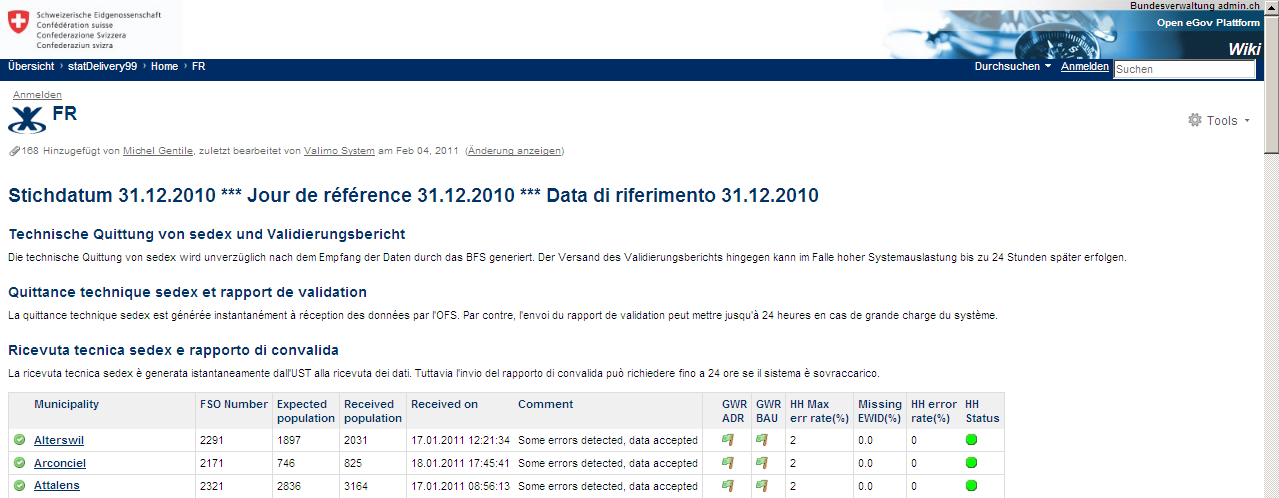 Schweizerische Eidgenossenschaft
Confédération suisse
Confederazione Svizzera
Confederaziun svizra
Bundesverwaltung admin.ch
Open eGov Plattform
Wiki
Übersicht › statDelivery99 › Home › FR
Durchsuchen Anmelden Suchen
Anmelden
FR
Tools
168 Hinzugefügt von Michel Gentile, zuletzt bearbeitet von Valimo System am Feb 04, 2011 (Änderung anzeigen)
Stichdatum 31.12.2010 *** Jour de référence 31.12.2010 *** Data di riferimento 31.12.2010
Technische Quittung von sedex und Validierungsbericht
Die technische Quittung von sedex wird unverzüglich nach dem Empfang der Daten durch das BFS generiert. Der Versand des Validierungsberichts hingegen kann im Falle hoher Systemauslastung bis zu 24 Stunden später erfolgen.
Quittance technique sedex et rapport de validation
La quittance technique sedex est générée instantanément à réception des données par l'OFS. Par contre, l'envoi du rapport de validation peut mettre jusqu'à 24 heures en cas de grande charge du système.
Ricevuta tecnica sedex e rapporto di convalida
La ricevuta tecnica sedex è generata istantaneamente dall'UST alla ricevuta dei dati. Tuttavia l'invio del rapporto di convalida può richiedere fino a 24 ore se il sistema è sovraccarico.
Municipality FSO Number Expected population Received population Received on Comment GWR ADR GWR BAU HH Max err rate(%) Missing EWID(%) HH error rate(%) HH Status
Alterswil 2291 1897 2031 17.01.2011 12:21:34 Some errors detected, data accepted 2 0.0 0
Arconciel 2171 746 825 18.01.2011 17:45:41 Some errors detected, data accepted 2 0.0 0
Attalens 2321 2836 3164 17.01.2011 08:56:13 Some errors detected, data accepted 2 0.0 0